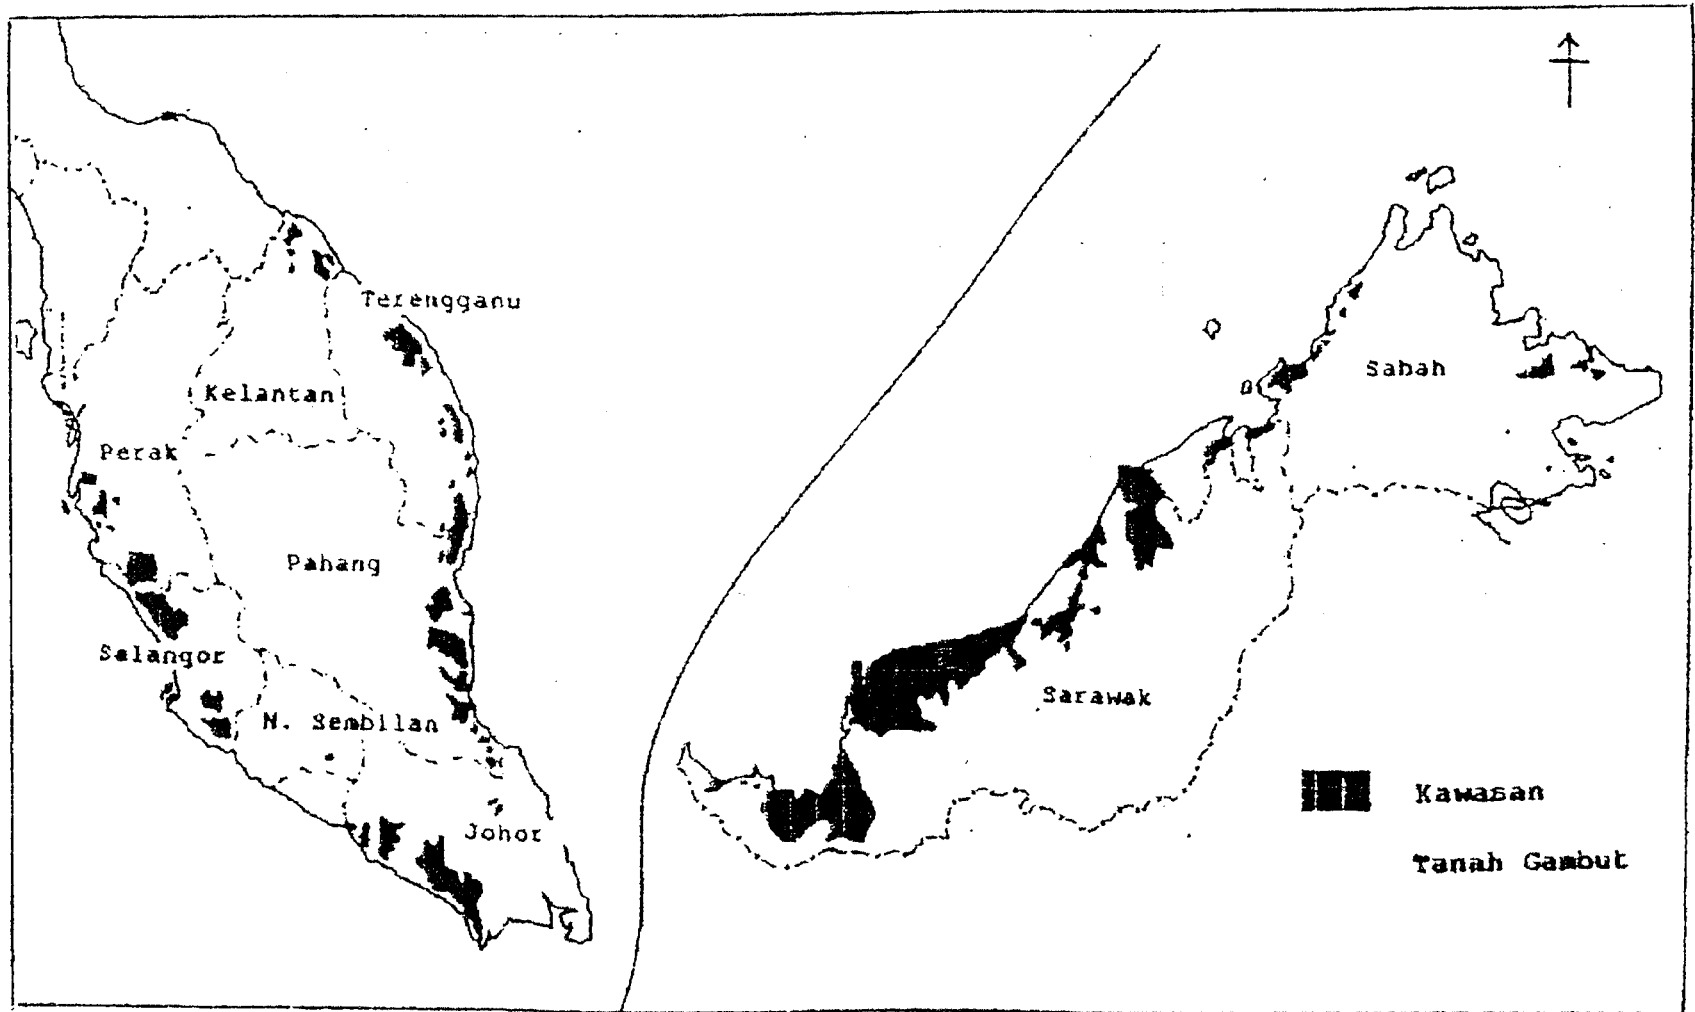 Terengganu
Kelantan
Perak
Pahang
Selangor
N. Sembilan
Johor
Sabah
Sarawak
Kawasan
Tanah Gambut